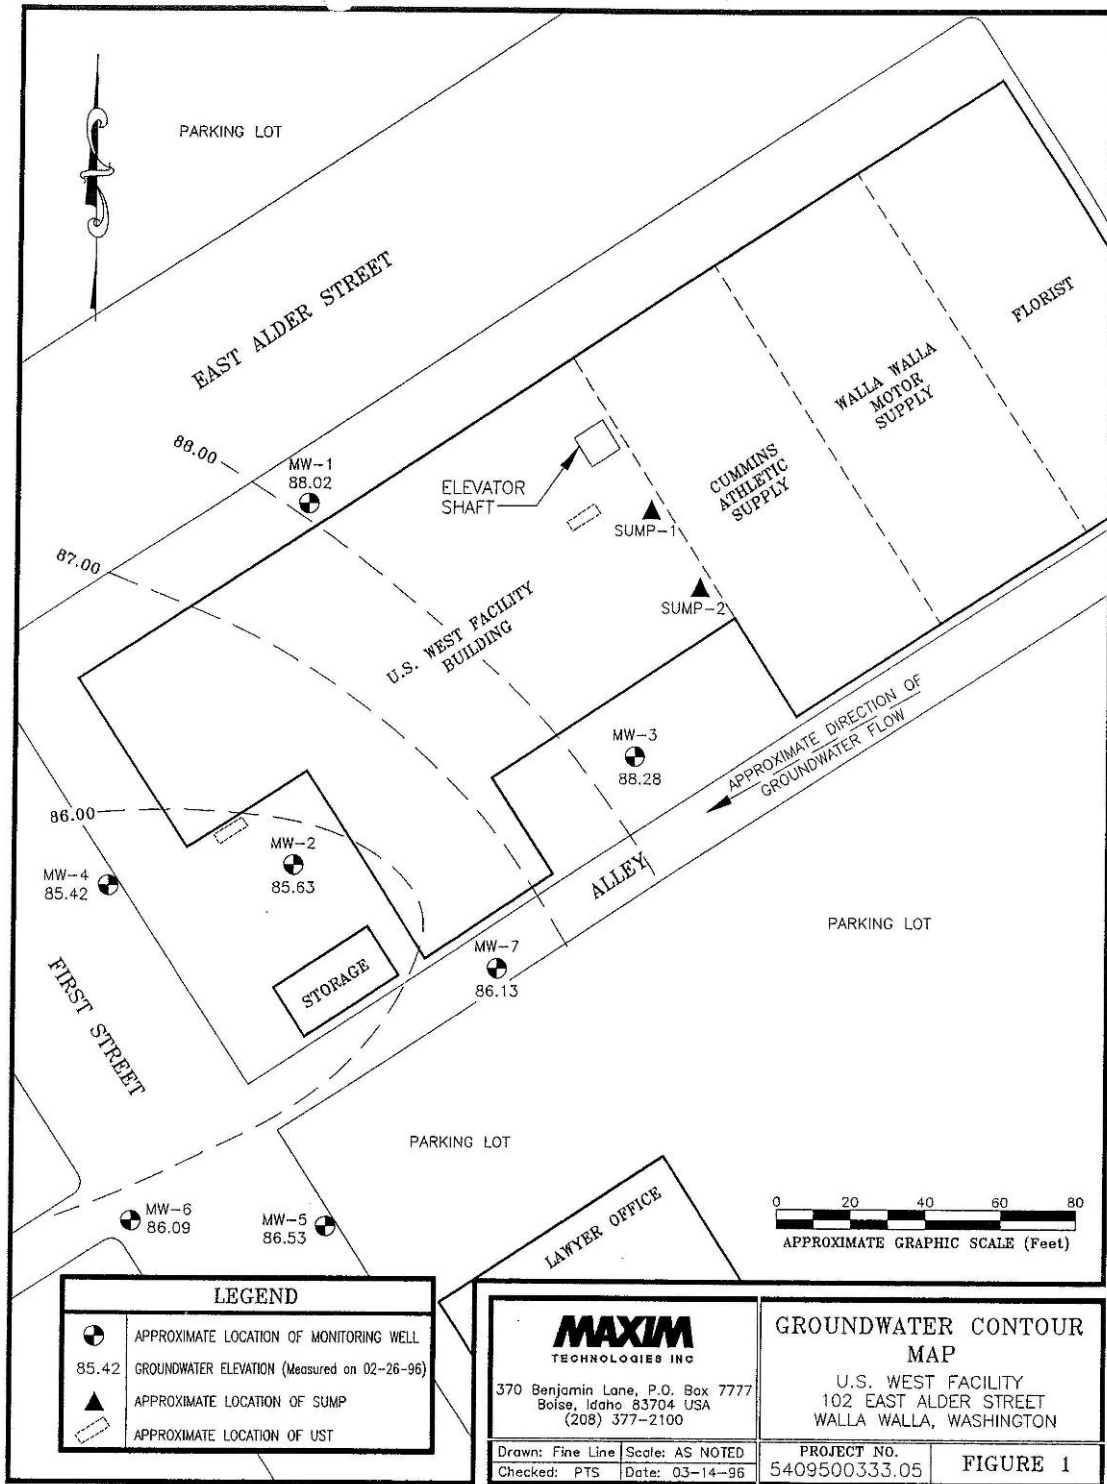 PARKING LOT
EAST ALDER STREET
FLORIST
WALLA WALLA
MOTOR
SUPPLY
CUMMINS
ATHLETIC
SUPPLY
88.00
MW-1
88.02
ELEVATOR
SHAFT
SUMP-1
87.00
SUMP-2
U.S. WEST FACILITY
BUILDING
MW-3
88.28
APPROXIMATE DIRECTION OF
GROUNDWATER FLOW
86.00
MW-2
85.63
MW-4
85.42
ALLEY
PARKING LOT
MW-7
86.13
STORAGE
FIRST STREET
PARKING LOT
MW-6
86.09
MW-5
86.53
LAWYER OFFICE
0 20 40 60 80
APPROXIMATE GRAPHIC SCALE (Feet)
LEGEND
APPROXIMATE LOCATION OF MONITORING WELL
85.42 GROUNDWATER ELEVATION (Measured on 02-26-96)
APPROXIMATE LOCATION OF SUMP
APPROXIMATE LOCATION OF UST
MAXIM
TECHNOLOGIES INC
370 Benjamin Lane, P.O. Box 7777
Boise, Idaho 83704 USA
(208) 377-2100
Drawn: Fine Line
Scale: AS NOTED
Checked: PTS
Date: 03-14-96
GROUNDWATER CONTOUR
MAP
U.S. WEST FACILITY
102 EAST ALDER STREET
WALLA WALLA, WASHINGTON
PROJECT NO.
5409500333.05
FIGURE 1